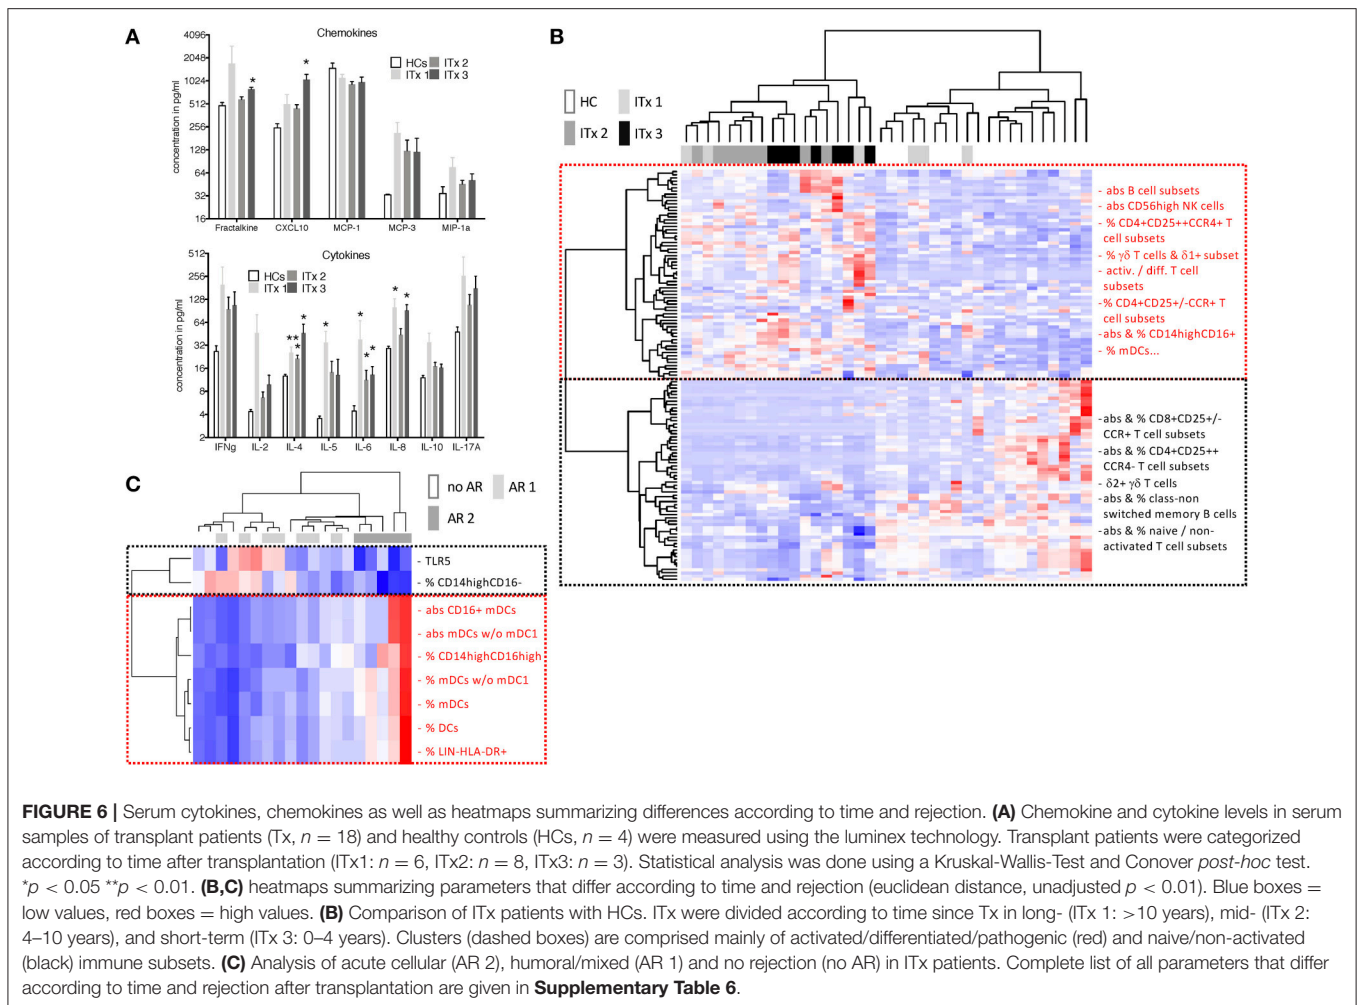 A
Chemokines
4096
2048
1024
512
256
128
64
32
16
concentration in pg/ml
HCs
ITx 2
ITx 1
ITx 3
*
*
Fractalkine CXCL10 MCP-1 MCP-3 MIP-1a
Cytokines
512
256
128
64
32
16
8
4
2
concentration in pg/ml
HCs
ITx 2
ITx 1
ITx 3
**
*
*
*
*
*
*
*
*
IFNg IL-2 IL-4 IL-5 IL-6 IL-8 IL-10 IL-17A
B
HC
ITx 1
ITx 2
ITx 3
- abs B cell subsets
- abs CD56high NK cells
- % CD4+CD25++CCR4+ T
cell subsets
- % γδ T cells & δ1+ subset
- activ. / diff. T cell
subsets
- % CD4+CD25+/-CCR+ T
cell subsets
- abs & % CD14highCD16+
- % mDCs...
- abs & % CD8+CD25+/-
CCR+ T cell subsets
- abs & % CD4+CD25++
CCR4- T cell subsets
- δ2+ γδ T cells
- abs & % class-non
switched memory B cells
- abs & % naive / non-
activated T cell subsets
C
no AR
AR 1
AR 2
- TLR5
- % CD14highCD16-
- abs CD16+ mDCs
- abs mDCs w/o mDC1
- % CD14highCD16high
- % mDCs w/o mDC1
- % mDCs
- % DCs
- % LIN-HLA-DR+
FIGURE 6 | Serum cytokines, chemokines as well as heatmaps summarizing differences according to time and rejection. (A) Chemokine and cytokine levels in serum
samples of transplant patients (Tx, n = 18) and healthy controls (HCs, n = 4) were measured using the luminex technology. Transplant patients were categorized
according to time after transplantation (ITx1: n = 6, ITx2: n = 8, ITx3: n = 3). Statistical analysis was done using a Kruskal-Wallis-Test and Conover post-hoc test.
*p < 0.05 **p < 0.01. (B,C) heatmaps summarizing parameters that differ according to time and rejection (euclidean distance, unadjusted p < 0.01). Blue boxes =
low values, red boxes = high values. (B) Comparison of ITx patients with HCs. ITx were divided according to time since Tx in long- (ITx 1: >10 years), mid- (ITx 2:
4–10 years), and short-term (ITx 3: 0–4 years). Clusters (dashed boxes) are comprised mainly of activated/differentiated/pathogenic (red) and naive/non-activated
(black) immune subsets. (C) Analysis of acute cellular (AR 2), humoral/mixed (AR 1) and no rejection (no AR) in ITx patients. Complete list of all parameters that differ
according to time and rejection after transplantation are given in Supplementary Table 6.